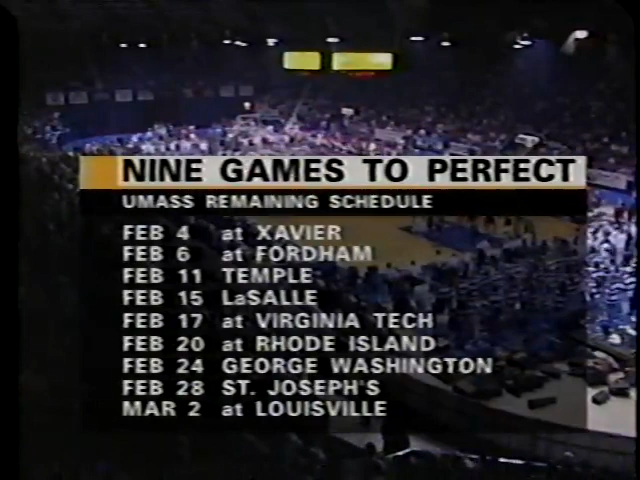 NINE GAMES TO PERFECT
UMASS REMAINING SCHEDULE
FEB 4 at XAVIER
FEB 6 at FORDHAM
FEB 11 TEMPLE
FEB 15 LaSALLE
FEB 17 at VIRGINIA TECH
FEB 20 at RHODE ISLAND
FEB 24 GEORGE WASHINGTON
FEB 28 ST. JOSEPH'S
MAR 2 at LOUISVILLE